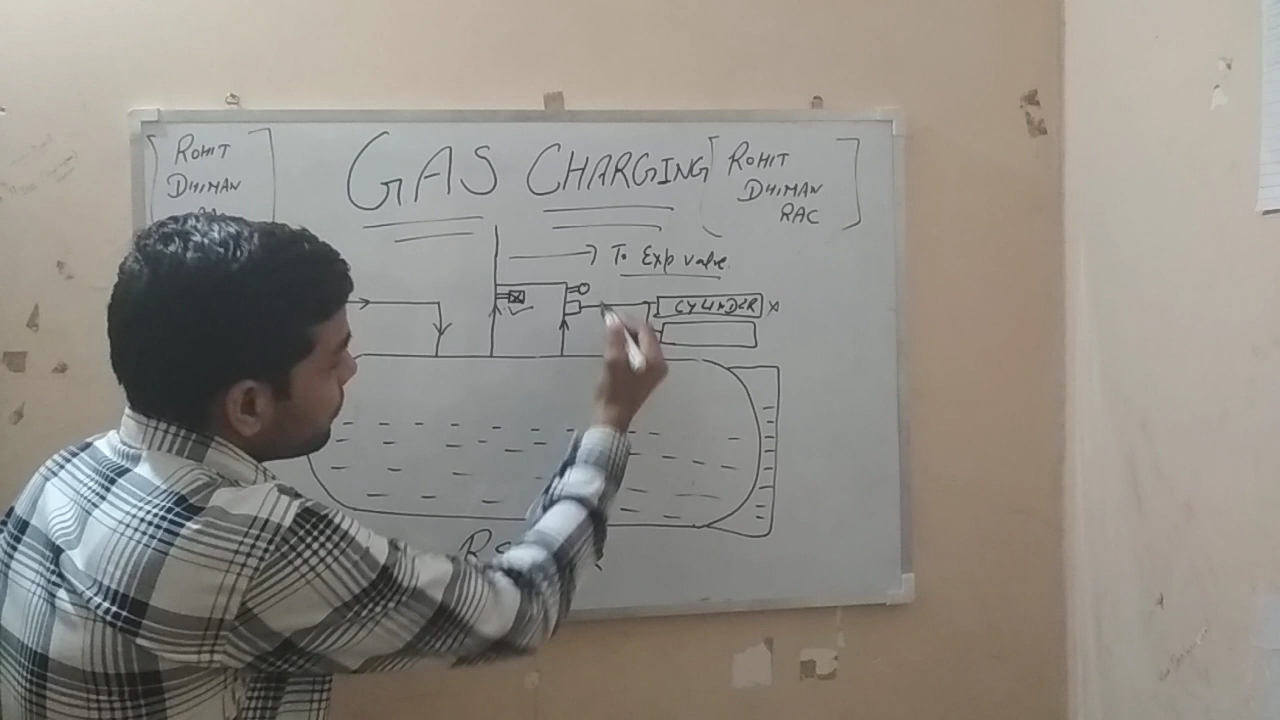 ROHIT
DHIMAN
GAS CHARGING
ROHIT
DHIMAN
RAC
To Exp valve
CYLINDER X